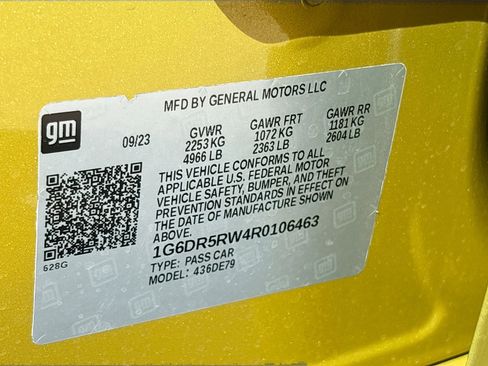 MFD BY GENERAL MOTORS LLC
gm
09/23 GVWR GAWR FRT GAWR RR
2253 KG 1072 KG 1181 KG
4966 LB 2363 LB 2604 LB
THIS VEHICLE CONFORMS TO ALL
APPLICABLE U.S. FEDERAL MOTOR
VEHICLE SAFETY, BUMPER, AND THEFT
PREVENTION STANDARDS IN EFFECT ON
THE DATE OF MANUFACTURE SHOWN
ABOVE.
1G6DR5RW4R0106463
628G
TYPE: PASS CAR
MODEL: 436DE79